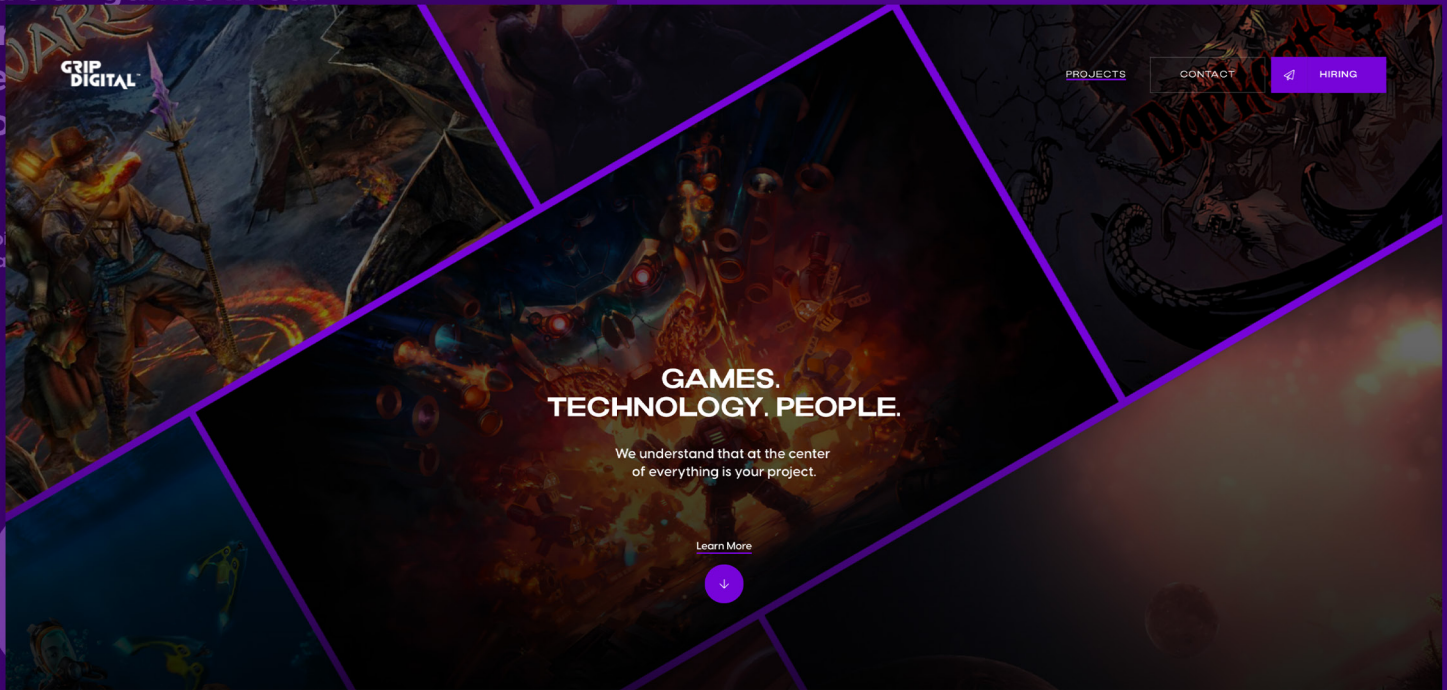 GRIP
DIGITAL™
PROJECTS
CONTACT
HIRING
GAMES.
TECHNOLOGY. PEOPLE.
We understand that at the center
of everything is your project.
Learn More